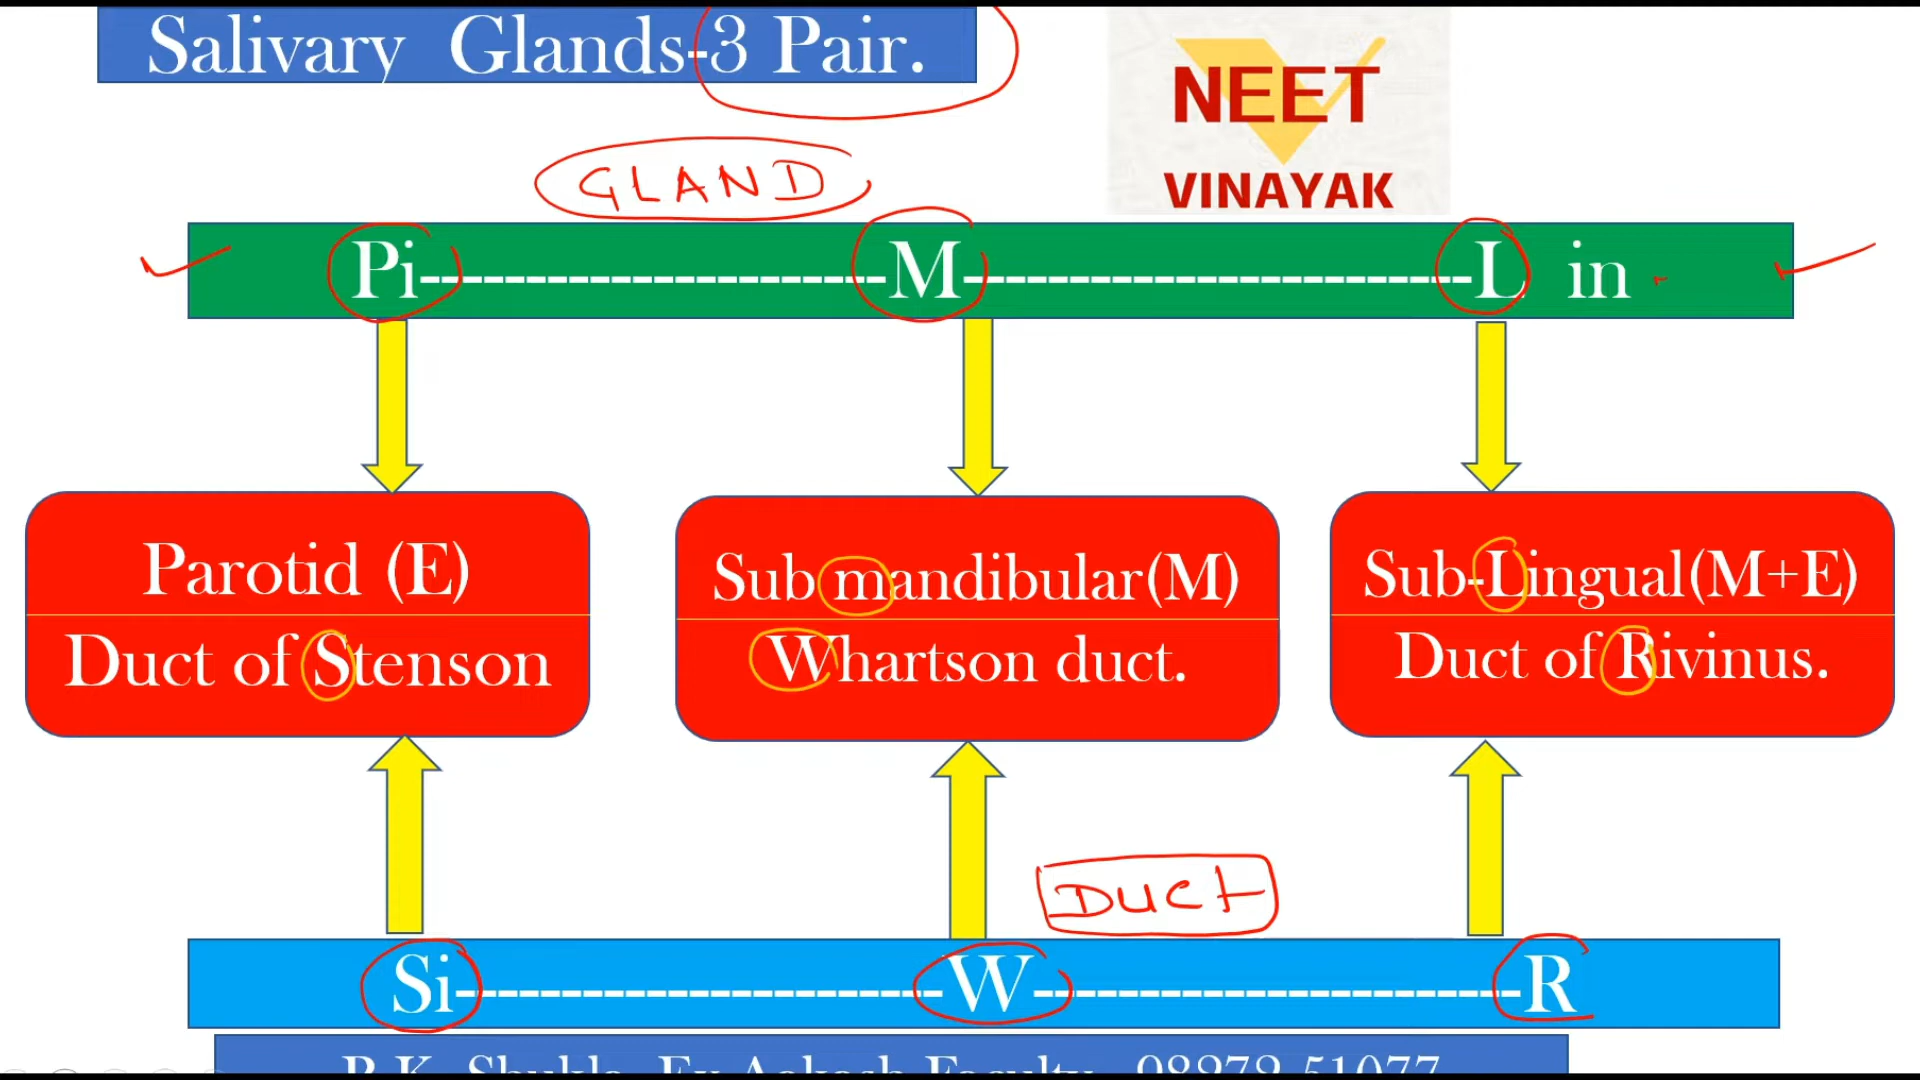 Salivary Glands-3 Pair.
NEET
VINAYAK
GLAND
Pi----------------------M------------------------L in
Parotid (E)
Duct of Stenson
Sub mandibular(M)
Whartson duct.
Sub-Lingual(M+E)
Duct of Rivinus.
DUCT
Si----------------------W-----------------------R